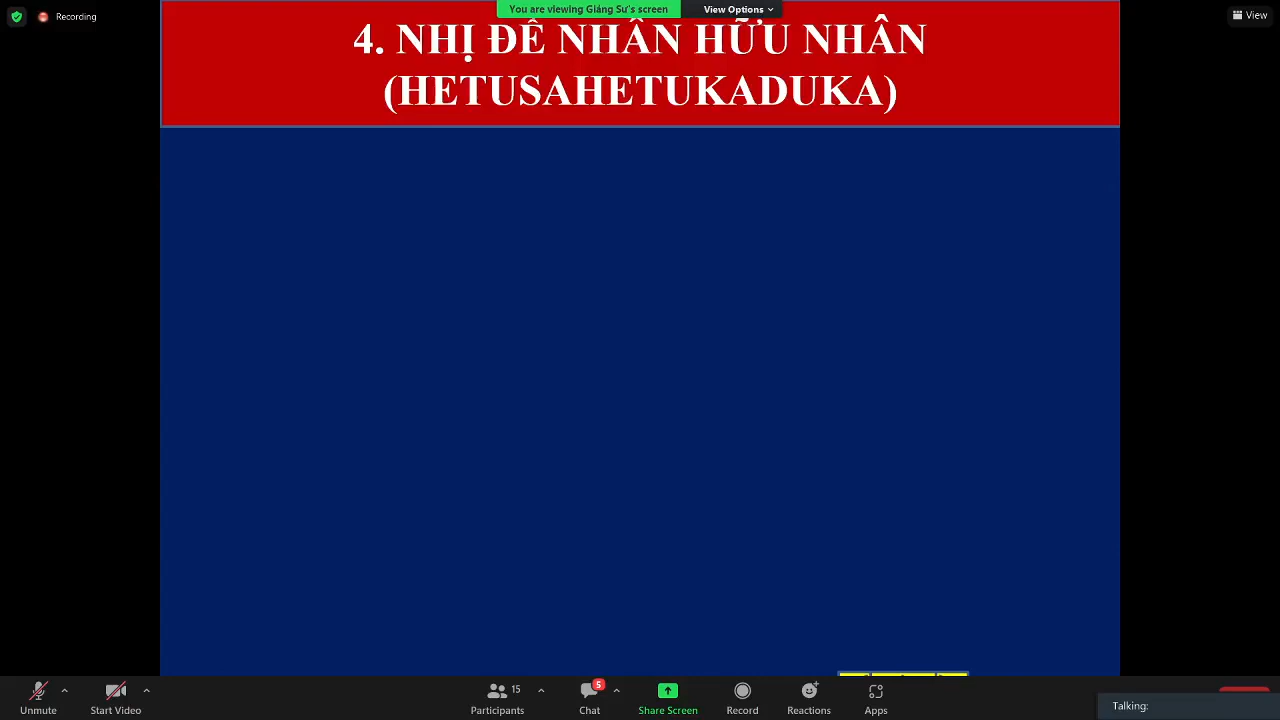 You are viewing Giảng Sư's screen
View Options
Recording
View
4. NHỊ ĐỀ NHÂN HỮU NHÂN
(HETUSAHETUKADUKA)
Unmute
Start Video
15
Participants
5
Chat
Share Screen
Record
Reactions
Apps
Talking: